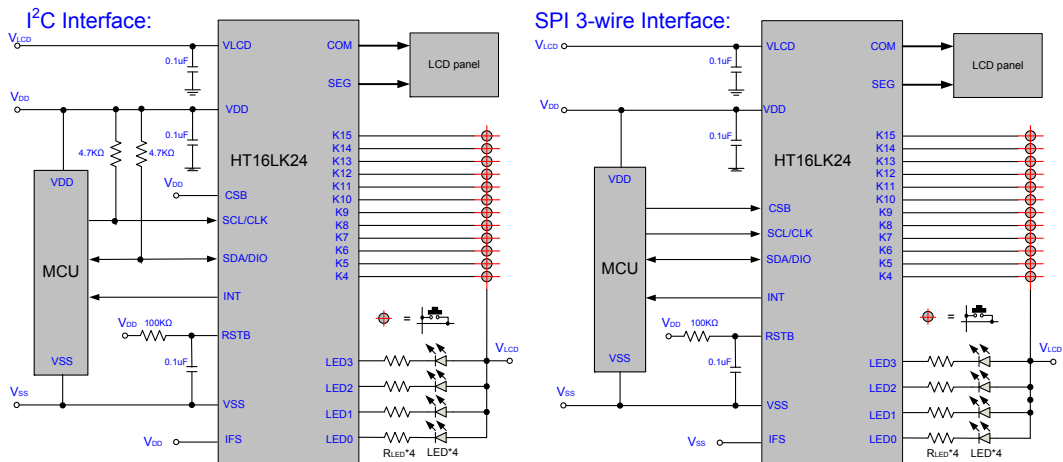 I²C Interface:
VLCD
VLCD
0.1uF
COM
SEG
LCD panel
VDD
VDD
0.1uF
4.7KΩ
4.7KΩ
HT16LK24
K15
K14
K13
K12
K11
K10
K9
K8
K7
K6
K5
K4
VDD
CSB
VDD
MCU
VSS
SCL/CLK
SDA/DIO
INT
=
VDD
100KΩ
RSTB
0.1uF
VLCD
LED3
LED2
LED1
LED0
VSS
VSS
VDD
IFS
RLED*4
LED*4
SPI 3-wire Interface:
VLCD
VLCD
0.1uF
COM
SEG
LCD panel
VDD
VDD
0.1uF
HT16LK24
K15
K14
K13
K12
K11
K10
K9
K8
K7
K6
K5
K4
VDD
MCU
VSS
CSB
SCL/CLK
SDA/DIO
INT
=
VDD
100KΩ
RSTB
0.1uF
VLCD
LED3
LED2
LED1
LED0
VSS
VSS
VSS
IFS
RLED*4
LED*4